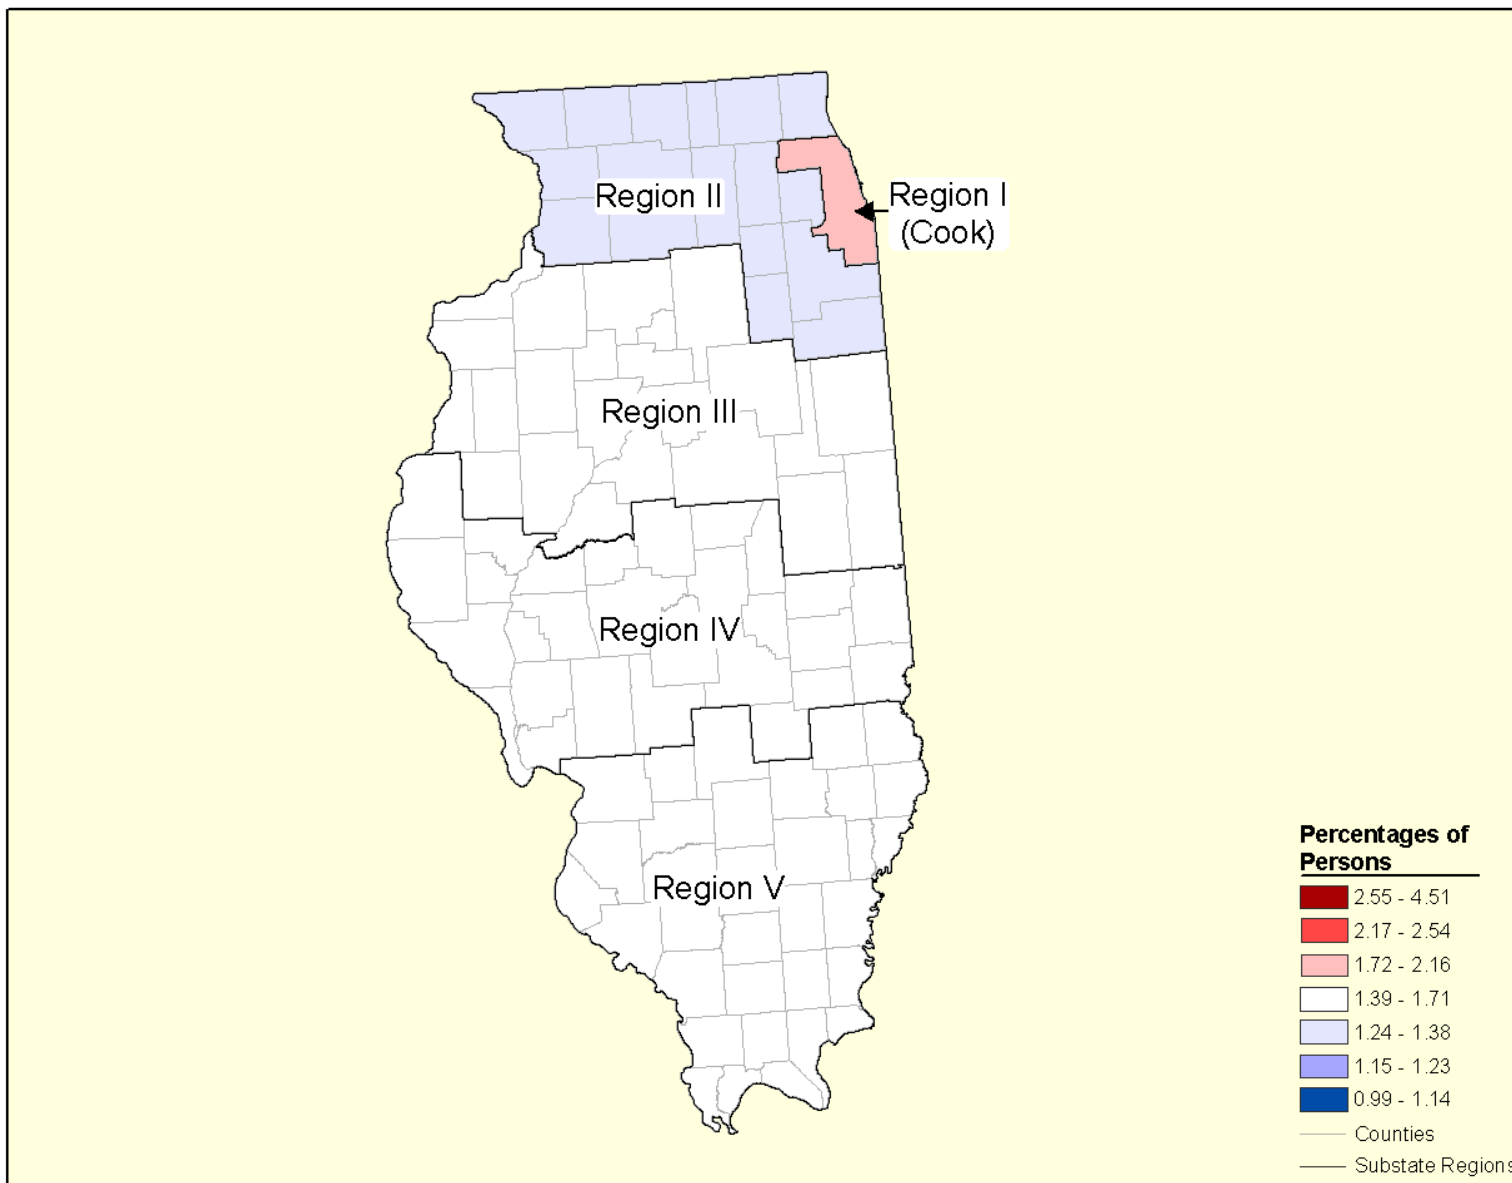 Region II
Region I
(Cook)
Region III
Region IV
Region V
Percentages of
Persons
2.55 - 4.51
2.17 - 2.54
1.72 - 2.16
1.39 - 1.71
1.24 - 1.38
1.15 - 1.23
0.99 - 1.14
Counties
Substate Regions